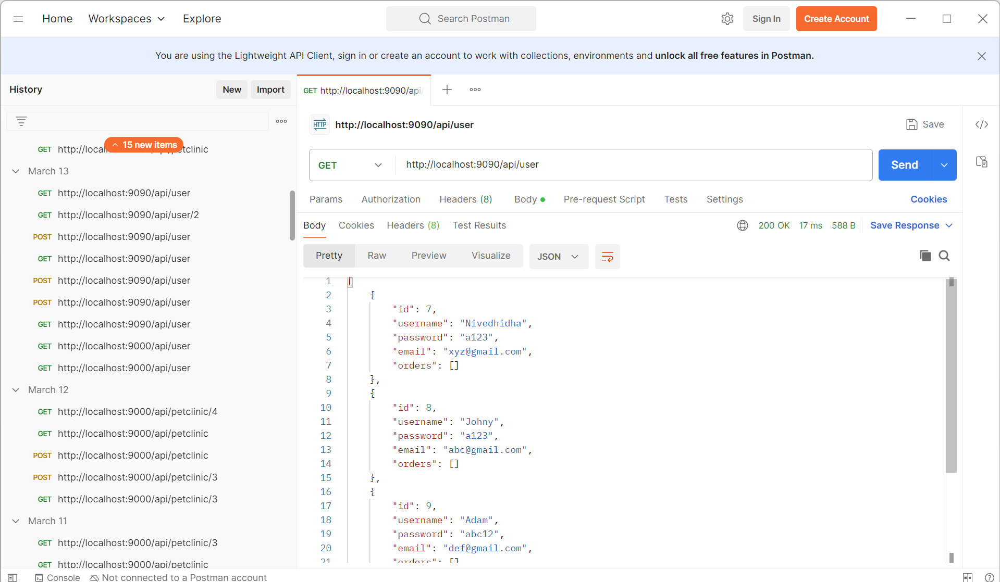 Home Workspaces Explore Search Postman Sign In Create Account
You are using the Lightweight API Client, sign in or create an account to work with collections, environments and unlock all free features in Postman.
History New Import
15 new items
GET http://local petclinic
March 13
GET http://localhost:9090/api/user
GET http://localhost:9090/api/user/2
POST http://localhost:9090/api/user
GET http://localhost:9090/api/user
POST http://localhost:9090/api/user
POST http://localhost:9090/api/user
GET http://localhost:9090/api/user
GET http://localhost:9000/api/user
GET http://localhost:9000/api/user
March 12
GET http://localhost:9000/api/petclinic/4
GET http://localhost:9000/api/petclinic
POST http://localhost:9000/api/petclinic
POST http://localhost:9000/api/petclinic/3
GET http://localhost:9000/api/petclinic/3
March 11
GET http://localhost:9000/api/petclinic/3
GET http://localhost:9000/api/petclinic
GET http://localhost:9090/api/
HTTP http://localhost:9090/api/user Save </>
GET http://localhost:9090/api/user Send
Params Authorization Headers (8) Body Pre-request Script Tests Settings Cookies
Body Cookies Headers (8) Test Results 200 OK 17 ms 588 B Save Response
Pretty Raw Preview Visualize JSON
1 [
2 {
3 "id": 7,
4 "username": "Nivedhidha",
5 "password": "a123",
6 "email": "xyz@gmail.com",
7 "orders": []
8 },
9 {
10 "id": 8,
11 "username": "Johny",
12 "password": "a123",
13 "email": "abc@gmail.com",
14 "orders": []
15 },
16 {
17 "id": 9,
18 "username": "Adam",
19 "password": "abc12",
20 "email": "def@gmail.com",
21 "orders": []
Console Not connected to a Postman account